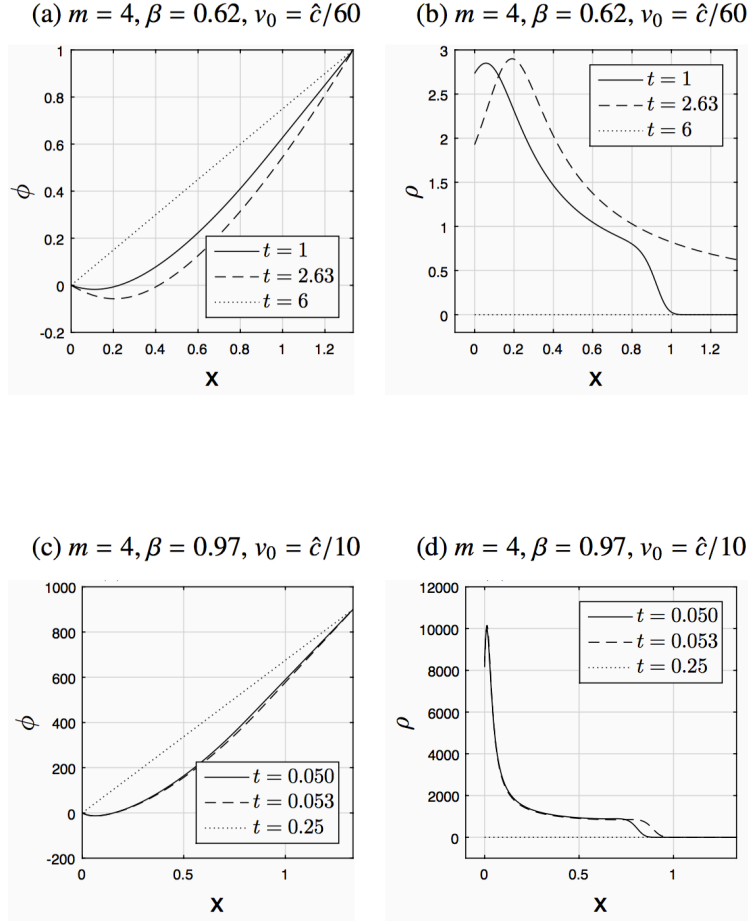 (a) m = 4, β = 0.62, v₀ = ĉ/60
1
0.8
0.6
0.4
0.2
0
-0.2
ϕ
0 0.2 0.4 0.6 0.8 1 1.2
X
t = 1
t = 2.63
t = 6
(b) m = 4, β = 0.62, v₀ = ĉ/60
3
2.5
2
1.5
1
0.5
0
ρ
0 0.2 0.4 0.6 0.8 1 1.2
X
t = 1
t = 2.63
t = 6
(c) m = 4, β = 0.97, v₀ = ĉ/10
1000
800
600
400
200
0
-200
ϕ
0 0.5 1
X
t = 0.050
t = 0.053
t = 0.25
(d) m = 4, β = 0.97, v₀ = ĉ/10
12000
10000
8000
6000
4000
2000
0
ρ
0 0.5 1
X
t = 0.050
t = 0.053
t = 0.25